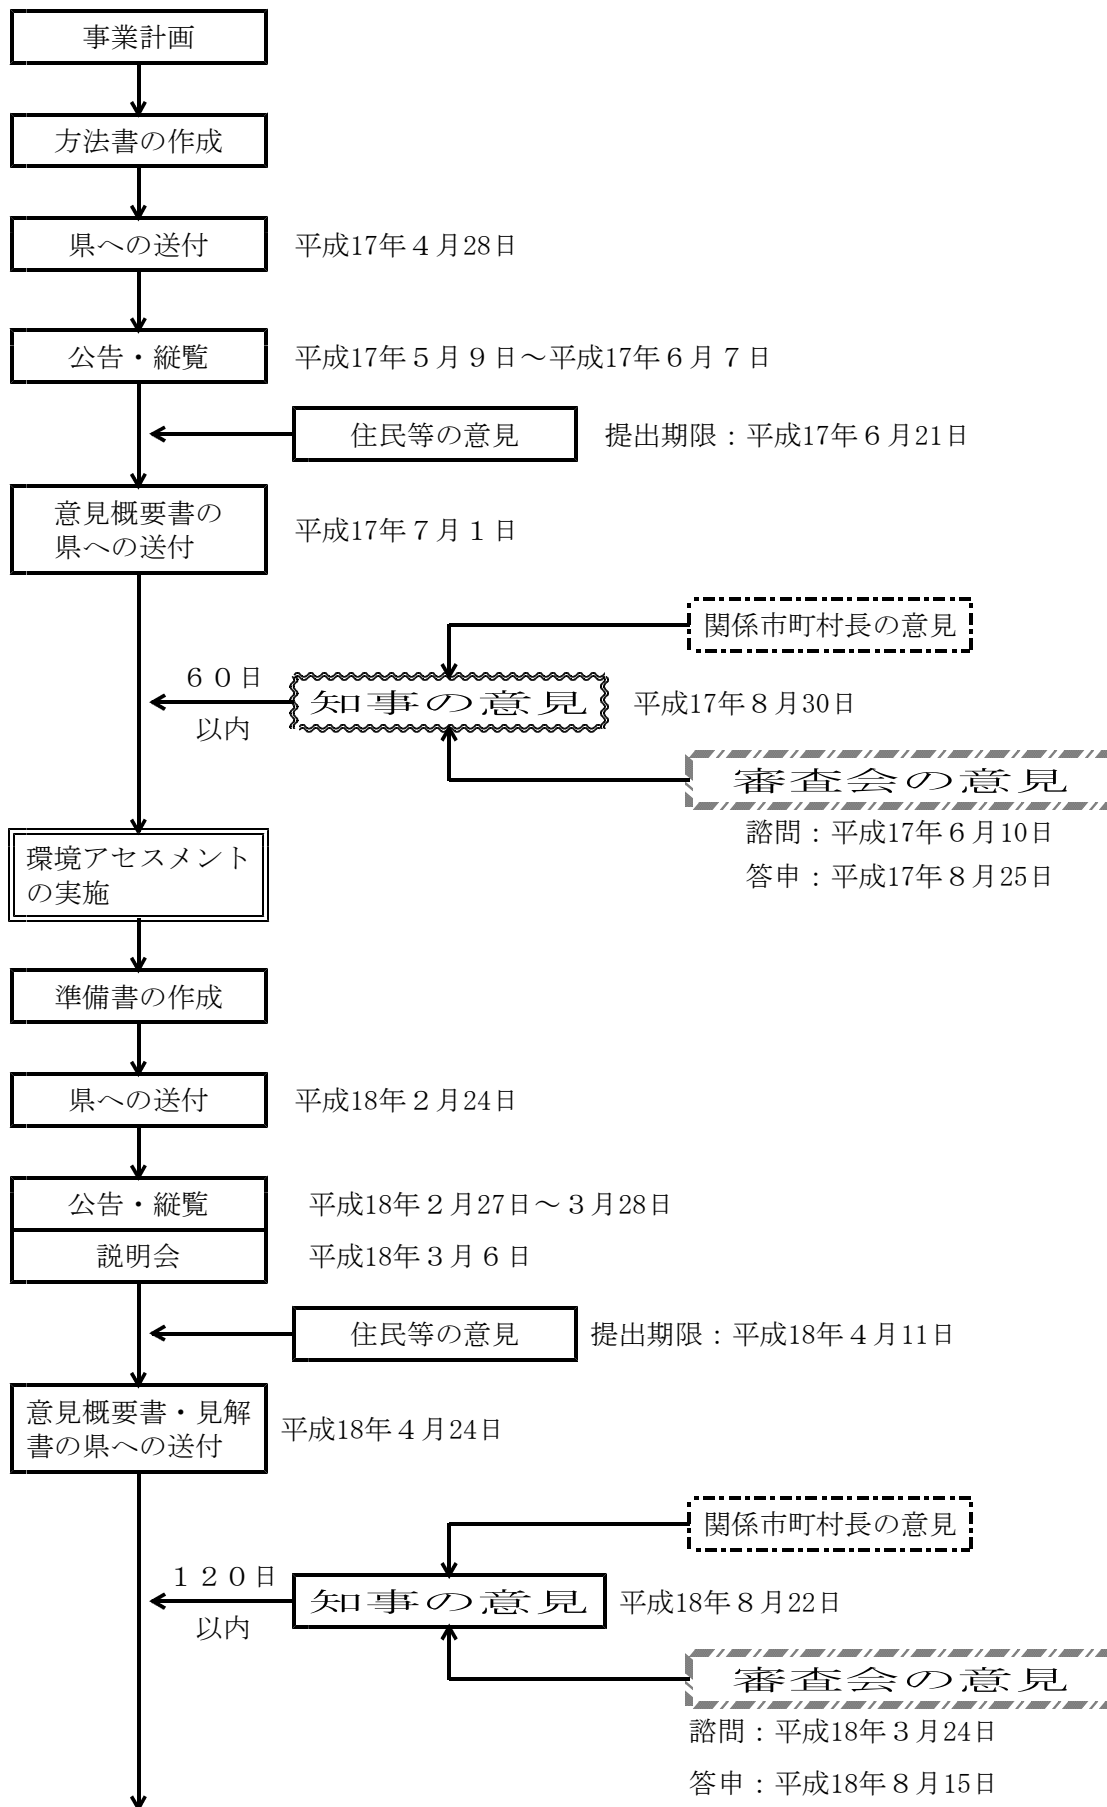 事業計画
方法書の作成
県への送付
平成17年４月28日
公告・縦覧
平成17年５月９日～平成17年６月７日
住民等の意見
提出期限：平成17年６月21日
意見概要書の
県への送付
平成17年７月１日
関係市町村長の意見
６０日
以内
知事の意見
平成17年８月30日
審査会の意見
諮問：平成17年６月10日
答申：平成17年８月25日
環境アセスメント
の実施
準備書の作成
県への送付
平成18年２月24日
公告・縦覧
平成18年２月27日～３月28日
説明会
平成18年３月６日
住民等の意見
提出期限：平成18年４月11日
意見概要書・見解
書の県への送付
平成18年４月24日
関係市町村長の意見
１２０日
以内
知事の意見
平成18年８月22日
審査会の意見
諮問：平成18年３月24日
答申：平成18年８月15日